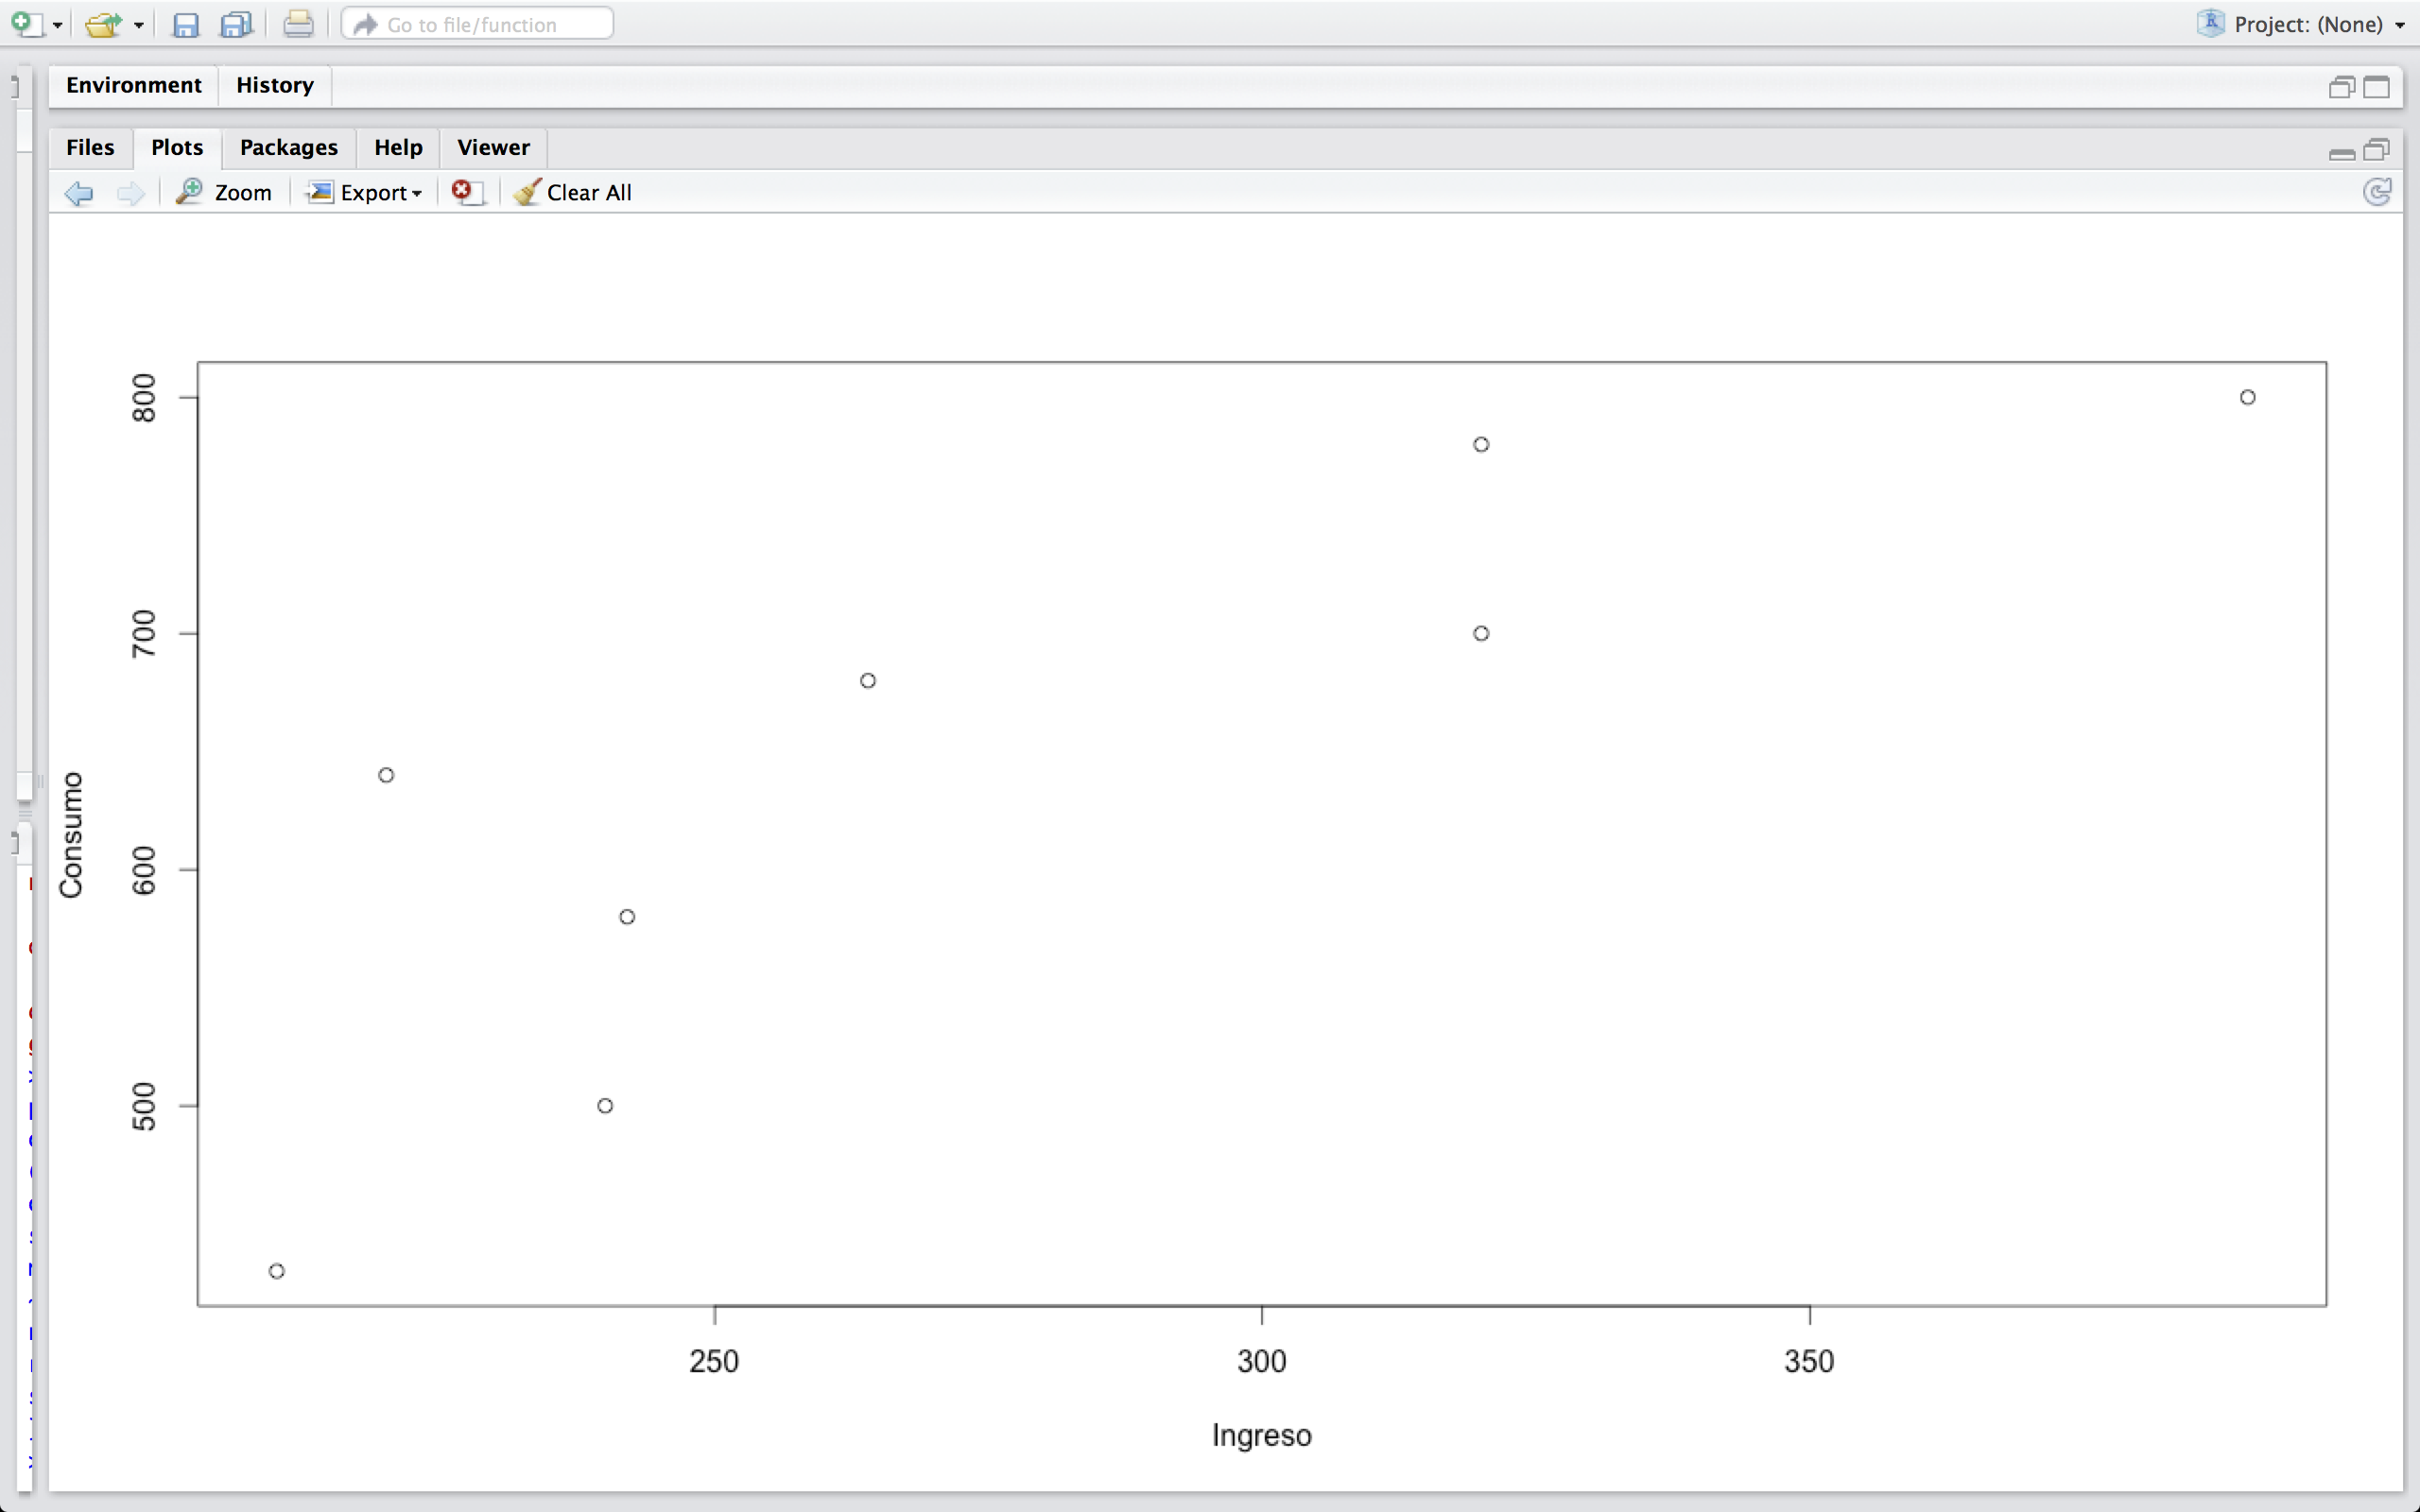 Go to file/function
Project: (None)
Environment
History
Files
Plots
Packages
Help
Viewer
Zoom
Export
Clear All
800
700
600
500
Consumo
250
300
350
Ingreso